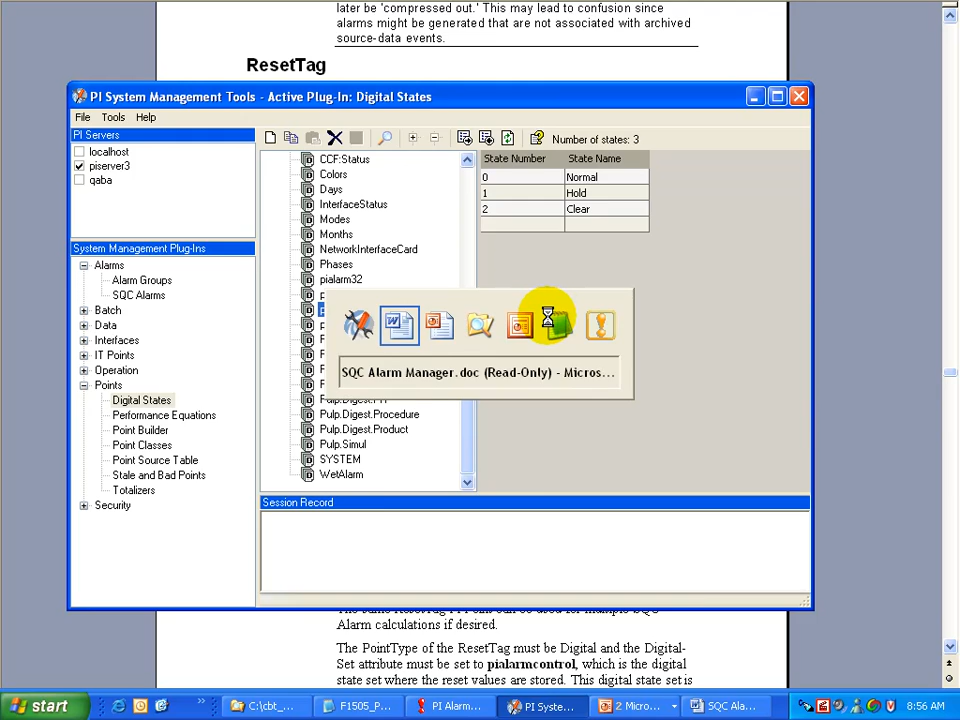 later be 'compressed out.' This may lead to confusion since
alarms might be generated that are not associated with archived
source-data events.
ResetTag
PI System Management Tools - Active Plug-In: Digital States
File Tools Help
PI Servers
localhost
piserver3
qaba
System Management Plug-Ins
Alarms
Alarm Groups
SQC Alarms
Batch
Data
Interfaces
IT Points
Operation
Points
Digital States
Performance Equations
Point Builder
Point Classes
Point Source Table
Stale and Bad Points
Totalizers
Security
Number of states: 3
CCF:Status
Colors
Days
InterfaceStatus
Modes
Months
NetworkInterfaceCard
Phases
pialarm32
Pulp.Digest.Procedure
Pulp.Digest.Product
Pulp.Simul
SYSTEM
WetAlarm
State Number State Name
0 Normal
1 Hold
2 Clear
SQC Alarm Manager.doc (Read-Only) - Micros...
Session Record
Alarm calculations if desired.
The PointType of the ResetTag must be Digital and the Digital-
Set attribute must be set to pialarmcontrol, which is the digital
state set where the reset values are stored. This digital state set is
start
C:\cbt_...
F1505_P...
PI Alarm...
PI Syste...
2 Micro...
SQC Ala...
8:56 AM